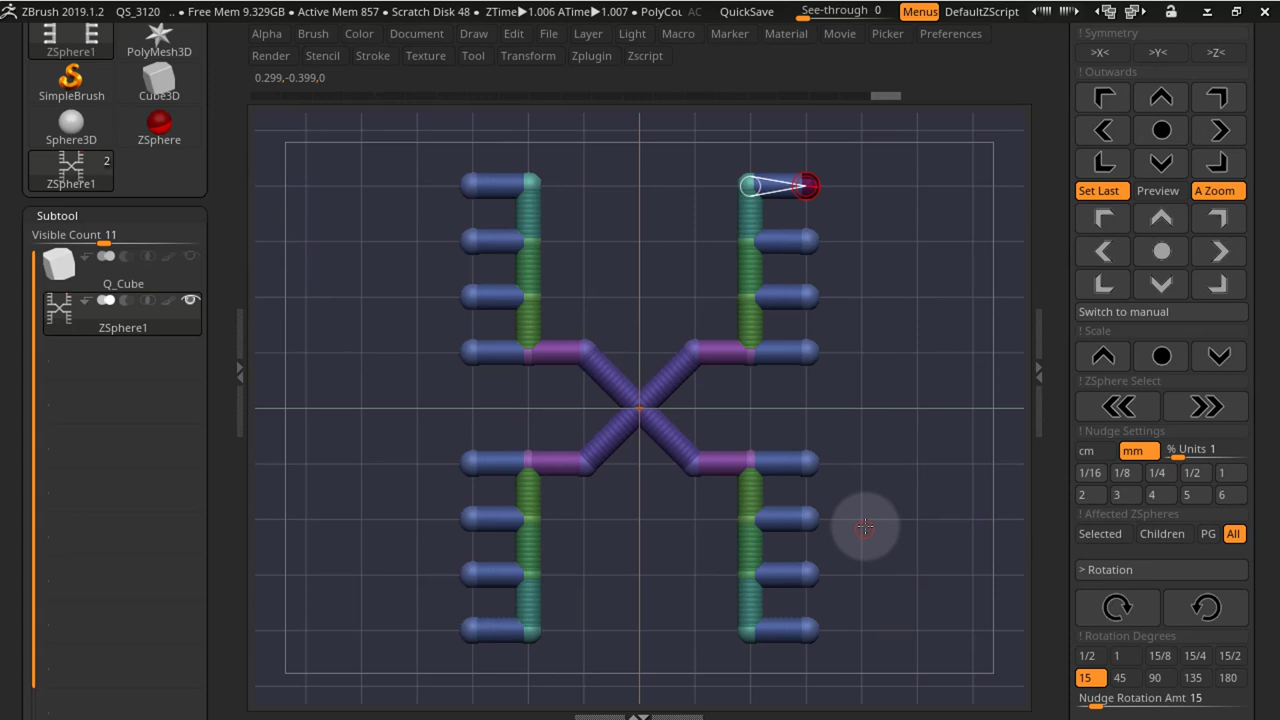 ZBrush 2019.1.2 QS_3120 .. ● Free Mem 9.329GB ● Active Mem 857 ● Scratch Disk 48 ● ZTime▶1.006 ATime▶1.007 ● PolyCou AC QuickSave See-through 0 Menus DefaultZScript
Alpha Brush Color Document Draw Edit File Layer Light Macro Marker Material Movie Picker Preferences
Render Stencil Stroke Texture Tool Transform Zplugin Zscript
0.299,-0.399,0
ZSphere1 PolyMesh3D
SimpleBrush Cube3D
Sphere3D ZSphere
2
ZSphere1
Subtool
Visible Count 11
Q_Cube
ZSphere1
! Symmetry
>X< >Y< >Z<
! Outwards
Set Last Preview A Zoom
Switch to manual
! Scale
! ZSphere Select
! Nudge Settings
cm mm % Units 1
1/16 1/8 1/4 1/2 1
2 3 4 5 6
! Affected ZSpheres
Selected Children PG All
> Rotation
! Rotation Degrees
1/2 1 15/8 15/4 15/2
15 45 90 135 180
Nudge Rotation Amt 15